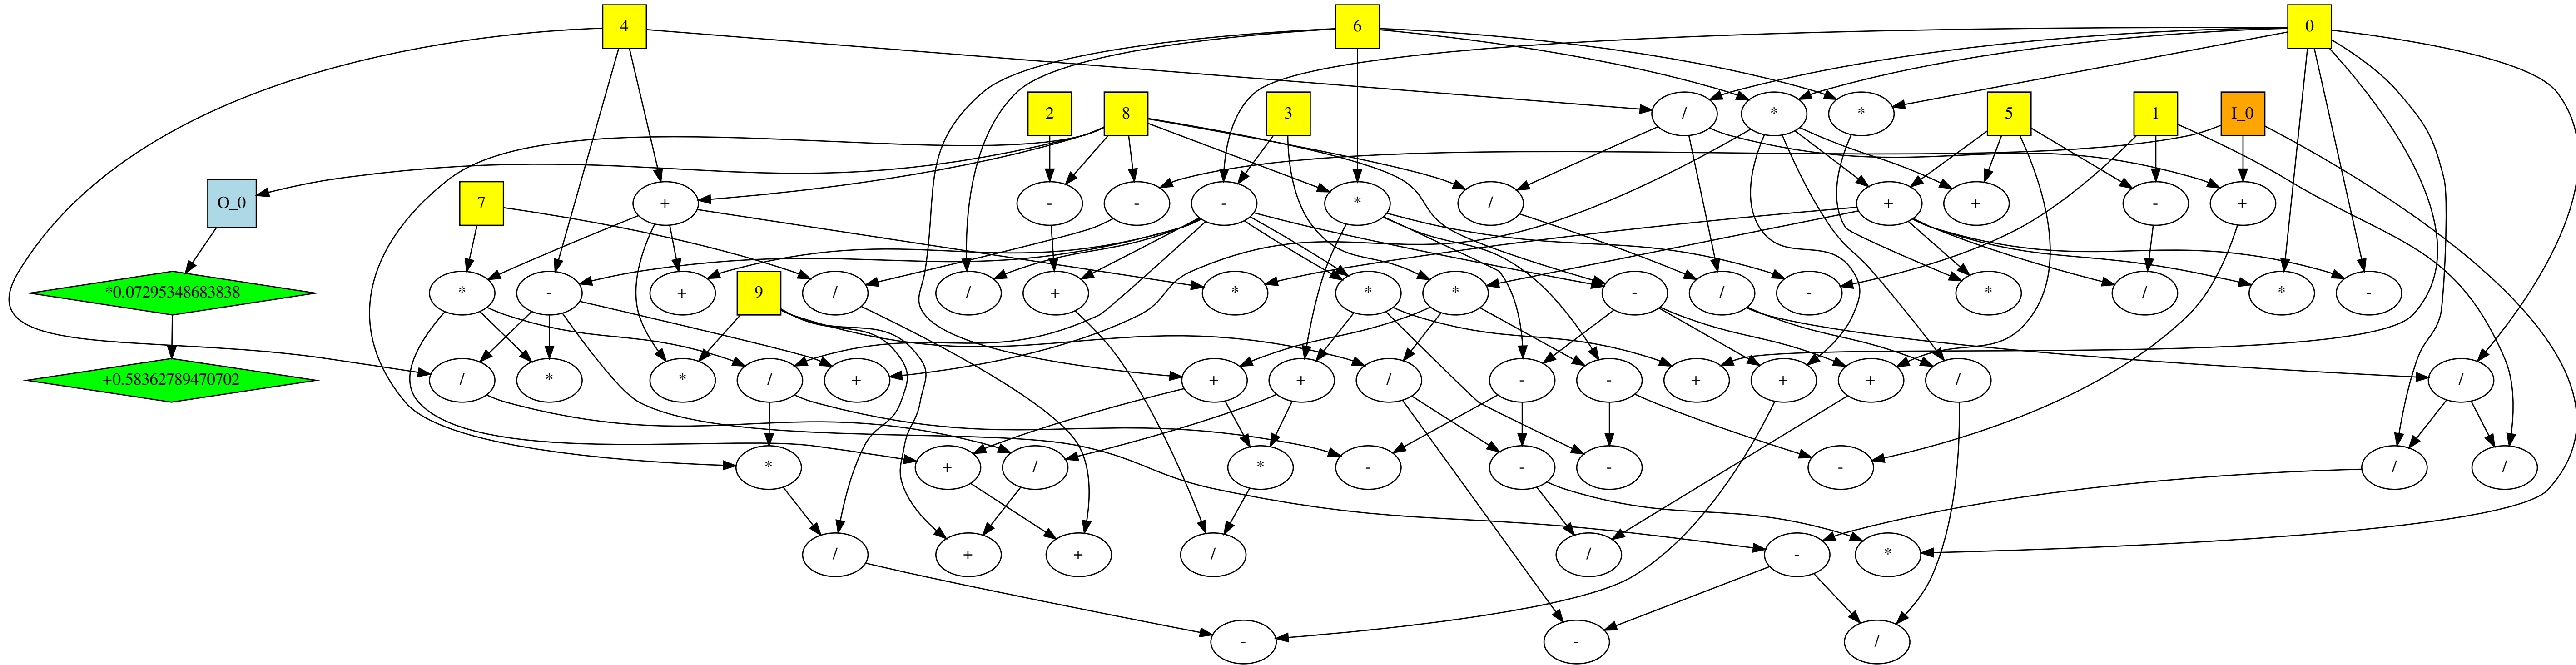 4 6 0
2 8 3 / * * 5 1 I_0
O_0 7 + - - - * / + + - +
*0.07295348683838 * - + 9 / / + * * * - / - * / * -
+0.58362789470702 / * * / + + + / - - + + + / /
* + / * - - - - / /
/ + + / / - *
- - /